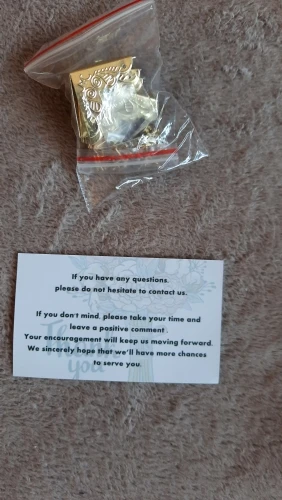 If you have any questions.
please do not hesitate to contact us.
If you don't mind, please take your time and
leave a positive comment .
Your encouragement will keep us moving forward.
We sincerely hope that we'll have more chances
to serve you.
Thank
you